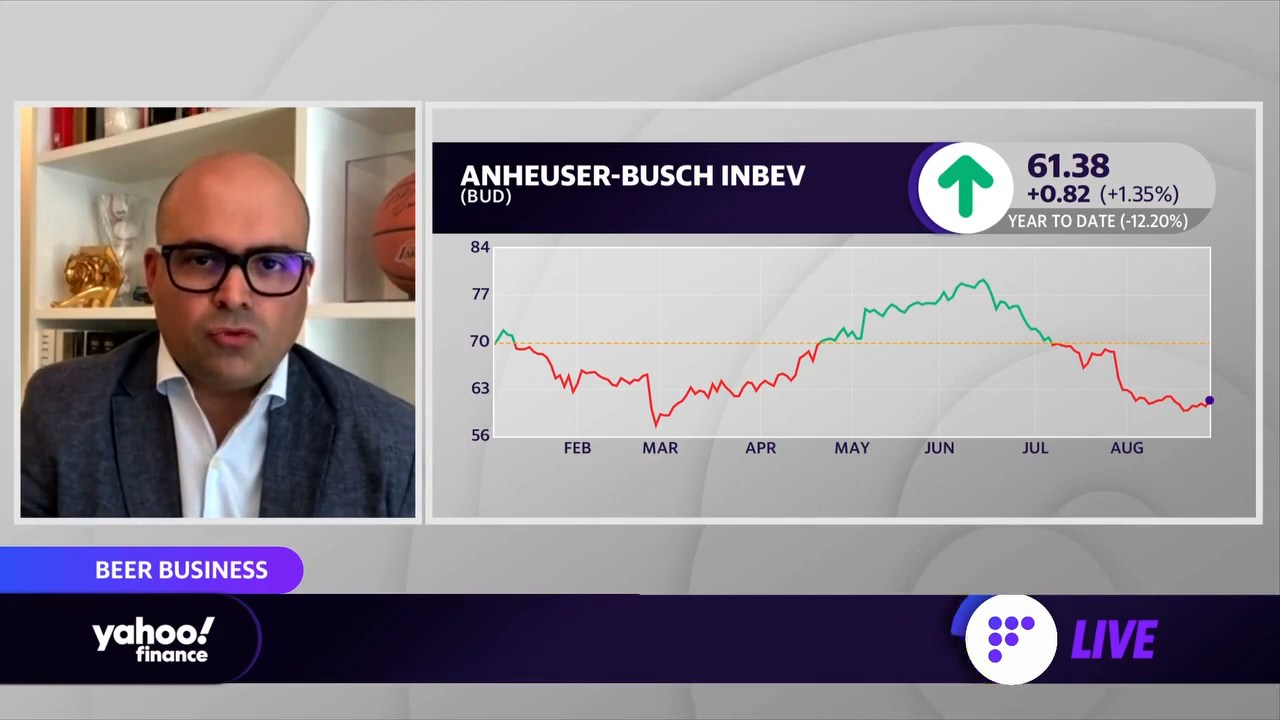 ANHEUSER-BUSCH INBEV
(BUD)
61.38
+0.82 (+1.35%)
YEAR TO DATE (-12.20%)
84
77
70
63
56
FEB MAR APR MAY JUN JUL AUG
BEER BUSINESS
yahoo!
finance
LIVE